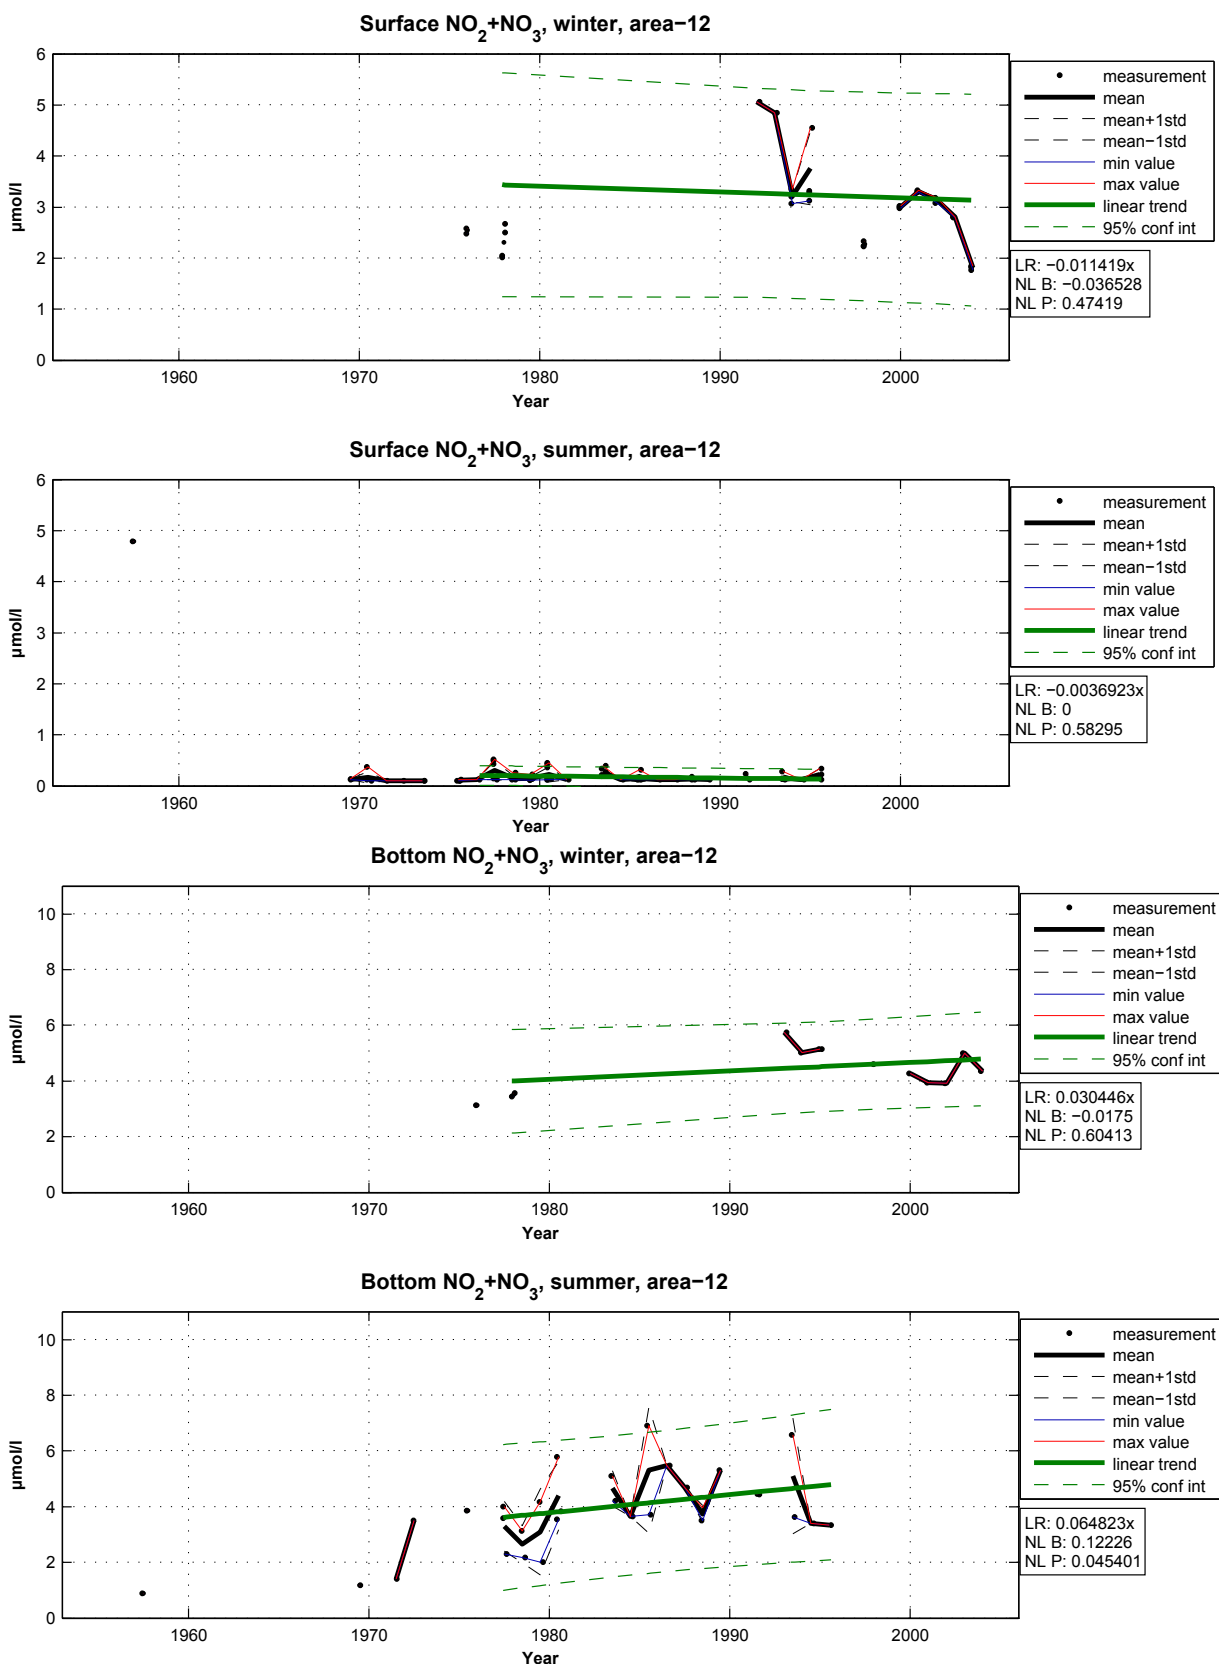 Surface NO2+NO3, winter, area−12
6
5
4
3
2
1
0
µmol/l
1960 1970 1980 1990 2000
Year
measurement
mean
mean+1std
mean−1std
min value
max value
linear trend
95% conf int
LR: −0.011419x
NL B: −0.036528
NL P: 0.47419
Surface NO2+NO3, summer, area−12
6
5
4
3
2
1
0
µmol/l
1960 1970 1980 1990 2000
Year
measurement
mean
mean+1std
mean−1std
min value
max value
linear trend
95% conf int
LR: −0.0036923x
NL B: 0
NL P: 0.58295
Bottom NO2+NO3, winter, area−12
10
8
6
4
2
0
µmol/l
1960 1970 1980 1990 2000
Year
measurement
mean
mean+1std
mean−1std
min value
max value
linear trend
95% conf int
LR: 0.030446x
NL B: −0.0175
NL P: 0.60413
Bottom NO2+NO3, summer, area−12
10
8
6
4
2
0
µmol/l
1960 1970 1980 1990 2000
Year
measurement
mean
mean+1std
mean−1std
min value
max value
linear trend
95% conf int
LR: 0.064823x
NL B: 0.12226
NL P: 0.045401